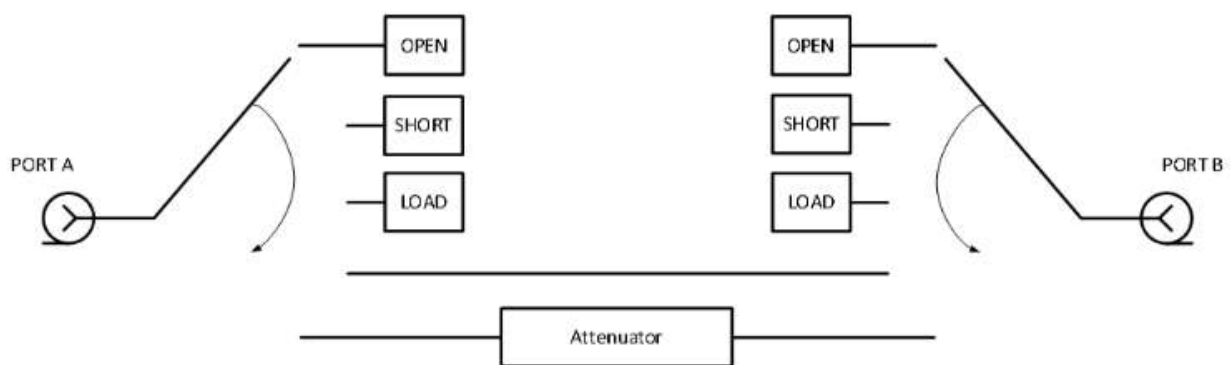 OPEN
OPEN
SHORT
SHORT
PORT A
PORT B
LOAD
LOAD
Attenuator